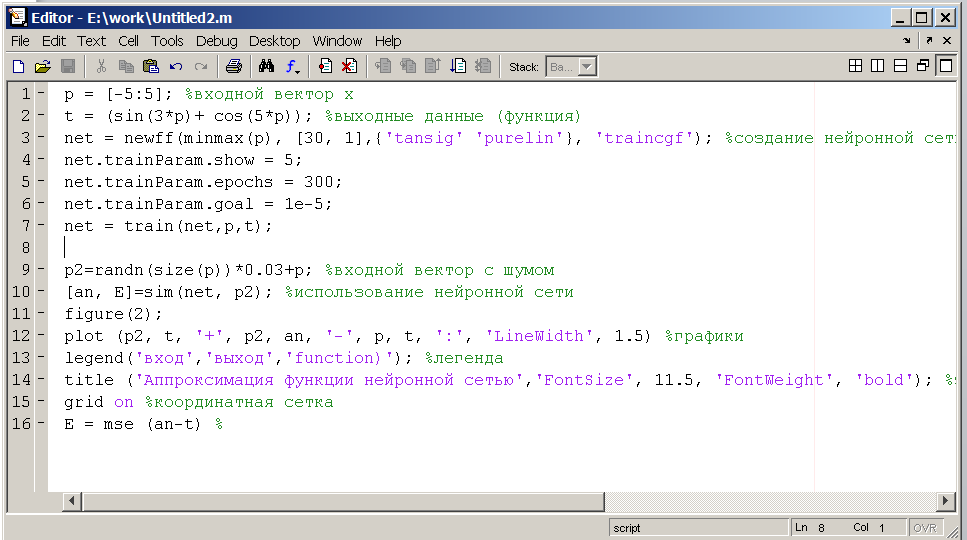 Editor - E:\work\Untitled2.m
File Edit Text Cell Tools Debug Desktop Window Help
Stack: Ba...
1 - p = [-5:5]; %входной вектор x
2 - t = (sin(3*p)+ cos(5*p)); %выходные данные (функция)
3 - net = newff(minmax(p), [30, 1],{'tansig' 'purelin'}, 'traincgf'); %создание нейронной сет
4 - net.trainParam.show = 5;
5 - net.trainParam.epochs = 300;
6 - net.trainParam.goal = 1e-5;
7 - net = train(net,p,t);
8
9 - p2=randn(size(p))*0.03+p; %входной вектор с шумом
10 - [an, E]=sim(net, p2); %использование нейронной сети
11 - figure(2);
12 - plot (p2, t, '+', p2, an, '-', p, t, ':', 'LineWidth', 1.5) %графики
13 - legend('вход','выход','function)'); %легенда
14 - title ('Аппроксимация функции нейронной сетью','FontSize', 11.5, 'FontWeight', 'bold'); %
15 - grid on %координатная сетка
16 - E = mse (an-t) %
script Ln 8 Col 1 OVR